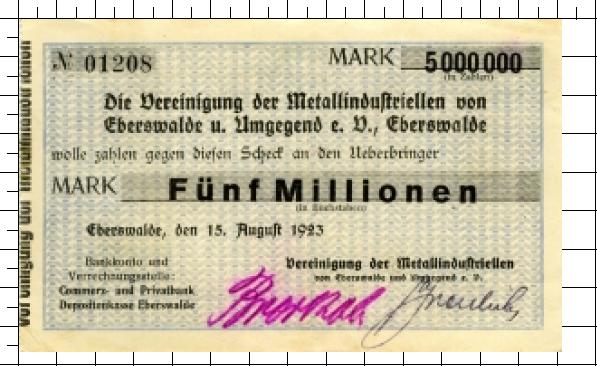 № 01208
MARK 5000000
(in Zahlen)
Die Vereinigung der Metallindustriellen von
Eberswalde u. Umgegend e. V., Eberswalde
wolle zahlen gegen diesen Scheck an den Ueberbringer
MARK Fünf Millionen
(in Buchstaben)
Eberswalde, den 15. August 1923
Bankkonto und
Verrechnungsstelle:
Commerz- und Privatbank
Depositenkasse Eberswalde
Vereinigung der Metallindustriellen
von Eberswalde und Umgegend e. V.